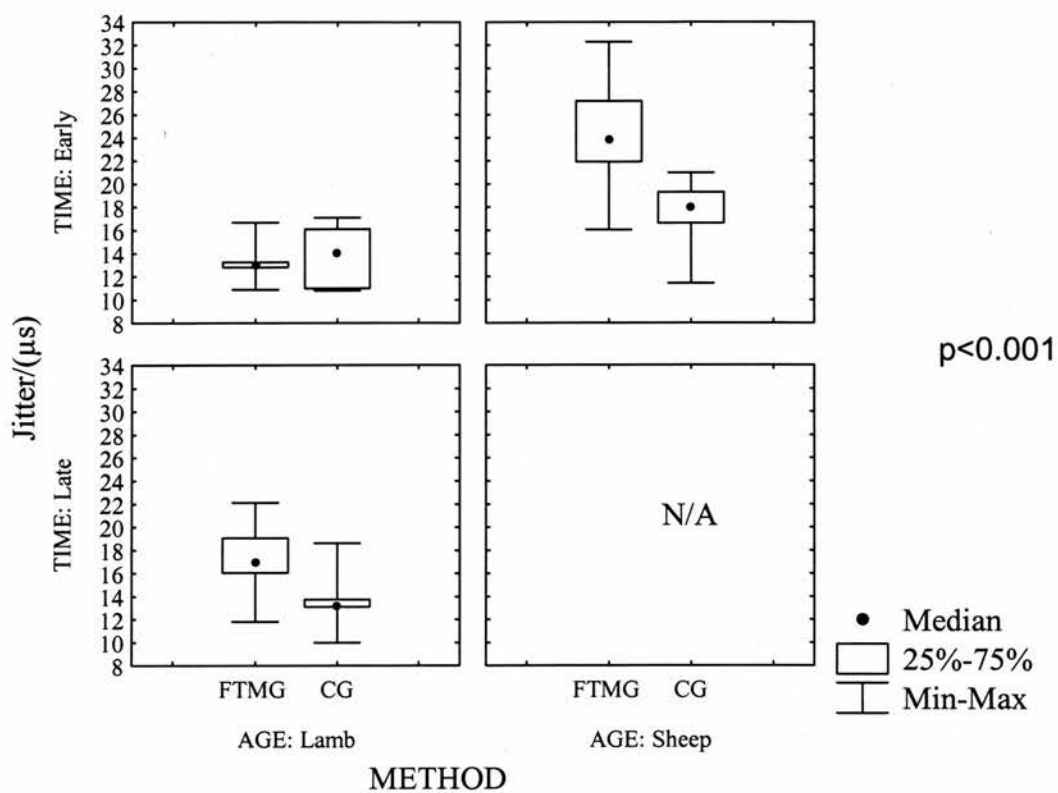 34
32
30
28
26
24
22
20
18
16
14
12
10
8
TIME: Early
34
32
30
28
26
24
22
20
18
16
14
12
10
8
TIME: Late
Jitter/(μs)
N/A
p<0.001
FTMG CG
FTMG CG
AGE: Lamb
AGE: Sheep
METHOD
Median
25%-75%
Min-Max